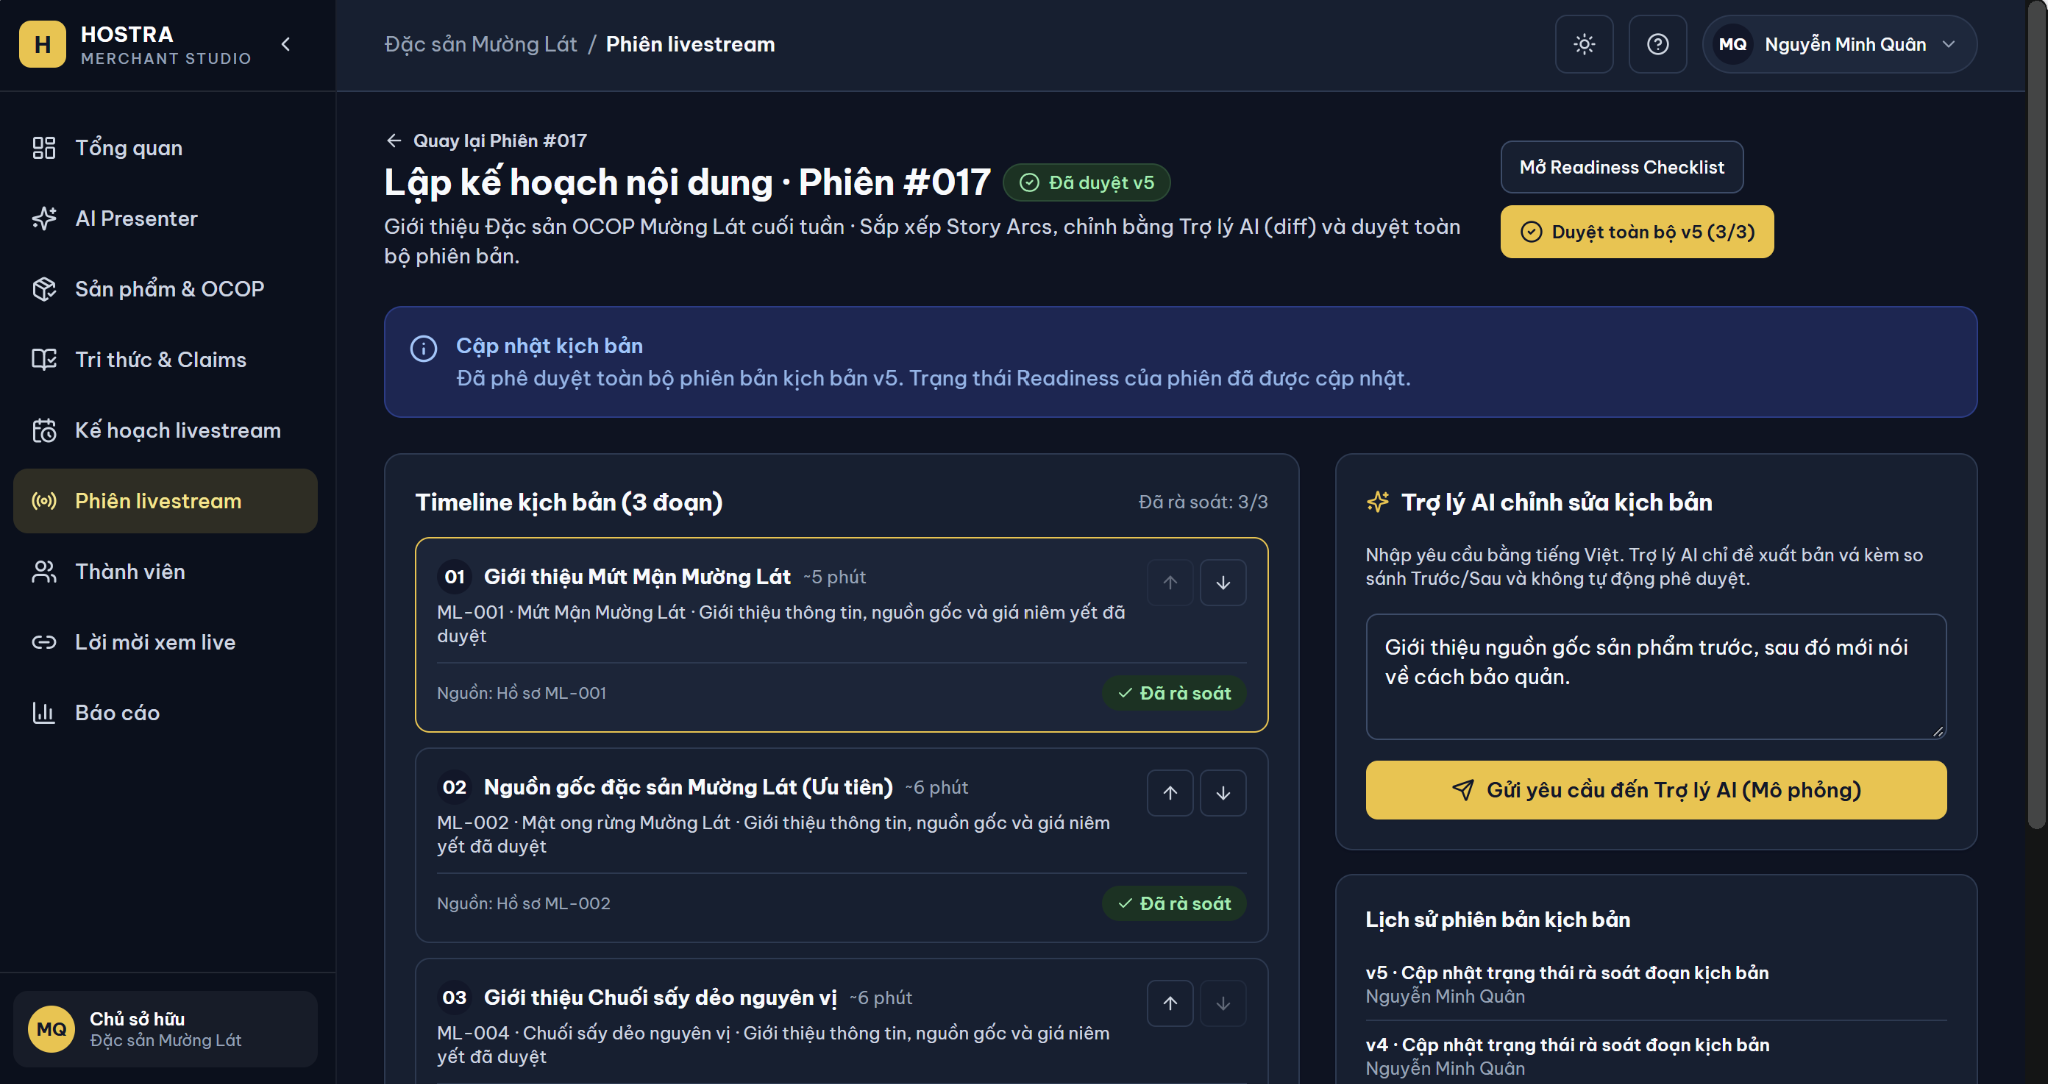 H
HOSTRA
MERCHANT STUDIO
Đặc sản Mường Lát / Phiên livestream
MQ Nguyễn Minh Quân
Tổng quan
AI Presenter
Sản phẩm & OCOP
Tri thức & Claims
Kế hoạch livestream
Phiên livestream
Thành viên
Lời mời xem live
Báo cáo
MQ
Chủ sở hữu
Đặc sản Mường Lát
Quay lại Phiên #017
Lập kế hoạch nội dung · Phiên #017
Đã duyệt v5
Giới thiệu Đặc sản OCOP Mường Lát cuối tuần · Sắp xếp Story Arcs, chỉnh bằng Trợ lý AI (diff) và duyệt toàn
bộ phiên bản.
Mở Readiness Checklist
Duyệt toàn bộ v5 (3/3)
Cập nhật kịch bản
Đã phê duyệt toàn bộ phiên bản kịch bản v5. Trạng thái Readiness của phiên đã được cập nhật.
Timeline kịch bản (3 đoạn)
Đã rà soát: 3/3
01 Giới thiệu Mứt Mận Mường Lát ~5 phút
ML-001 · Mứt Mận Mường Lát · Giới thiệu thông tin, nguồn gốc và giá niêm yết đã
duyệt
Nguồn: Hồ sơ ML-001
Đã rà soát
02 Nguồn gốc đặc sản Mường Lát (Ưu tiên) ~6 phút
ML-002 · Mật ong rừng Mường Lát · Giới thiệu thông tin, nguồn gốc và giá niêm
yết đã duyệt
Nguồn: Hồ sơ ML-002
Đã rà soát
03 Giới thiệu Chuối sấy dẻo nguyên vị ~6 phút
ML-004 · Chuối sấy dẻo nguyên vị · Giới thiệu thông tin, nguồn gốc và giá niêm
yết đã duyệt
Trợ lý AI chỉnh sửa kịch bản
Nhập yêu cầu bằng tiếng Việt. Trợ lý AI chỉ đề xuất bản vá kèm so
sánh Trước/Sau và không tự động phê duyệt.
Giới thiệu nguồn gốc sản phẩm trước, sau đó mới nói
về cách bảo quản.
Gửi yêu cầu đến Trợ lý AI (Mô phỏng)
Lịch sử phiên bản kịch bản
v5 · Cập nhật trạng thái rà soát đoạn kịch bản
Nguyễn Minh Quân
v4 · Cập nhật trạng thái rà soát đoạn kịch bản
Nguyễn Minh Quân